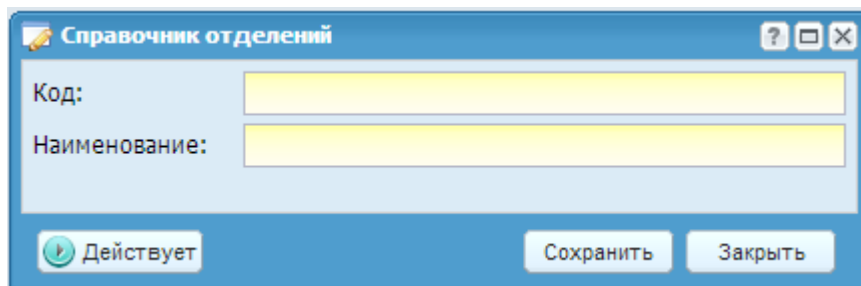 Справочник отделений
Код:
Наименование:
Действует
Сохранить
Закрыть